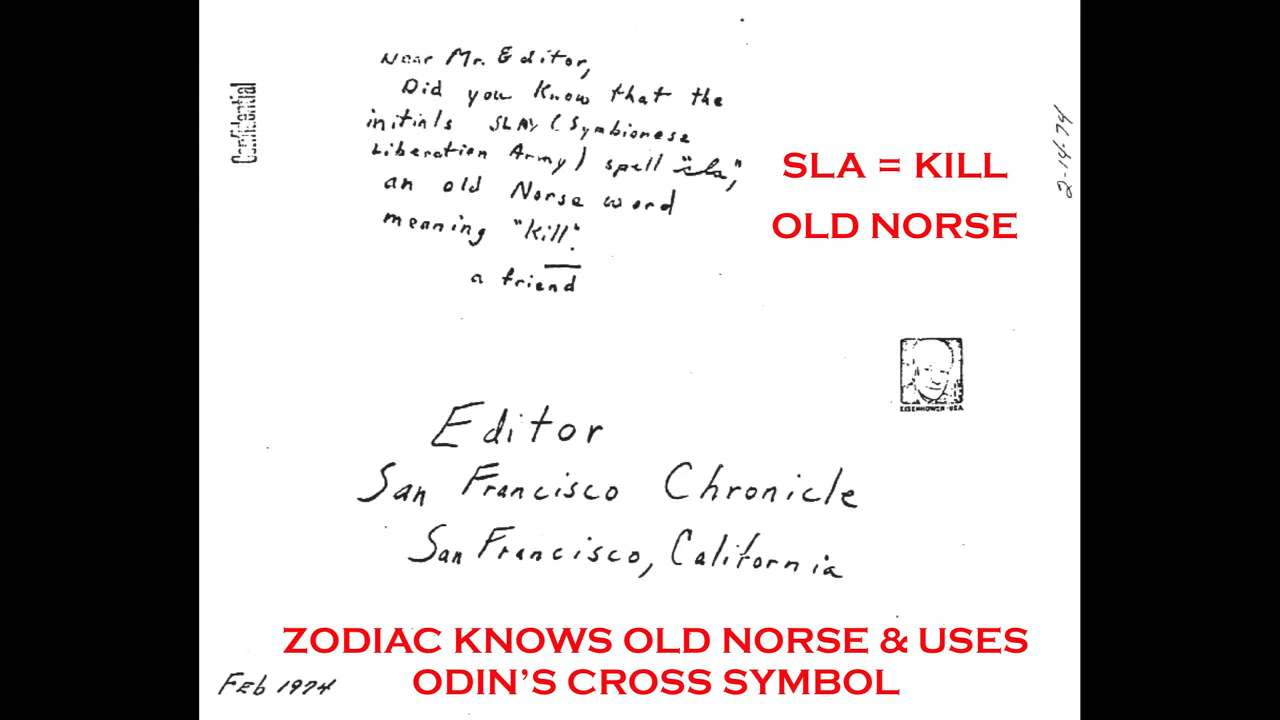 Dear Mr. Editor,
Did you know that the
initials SLAY (Symbionese
Liberation Army) spell "sla",
an old Norse word
meaning "kill".
a friend
Confidential
2-14-74
SLA = KILL
OLD NORSE
EISENHOWER·USA
Editor
San Francisco Chronicle
San Francisco, California
ZODIAC KNOWS OLD NORSE & USES
ODIN'S CROSS SYMBOL
Feb 1974